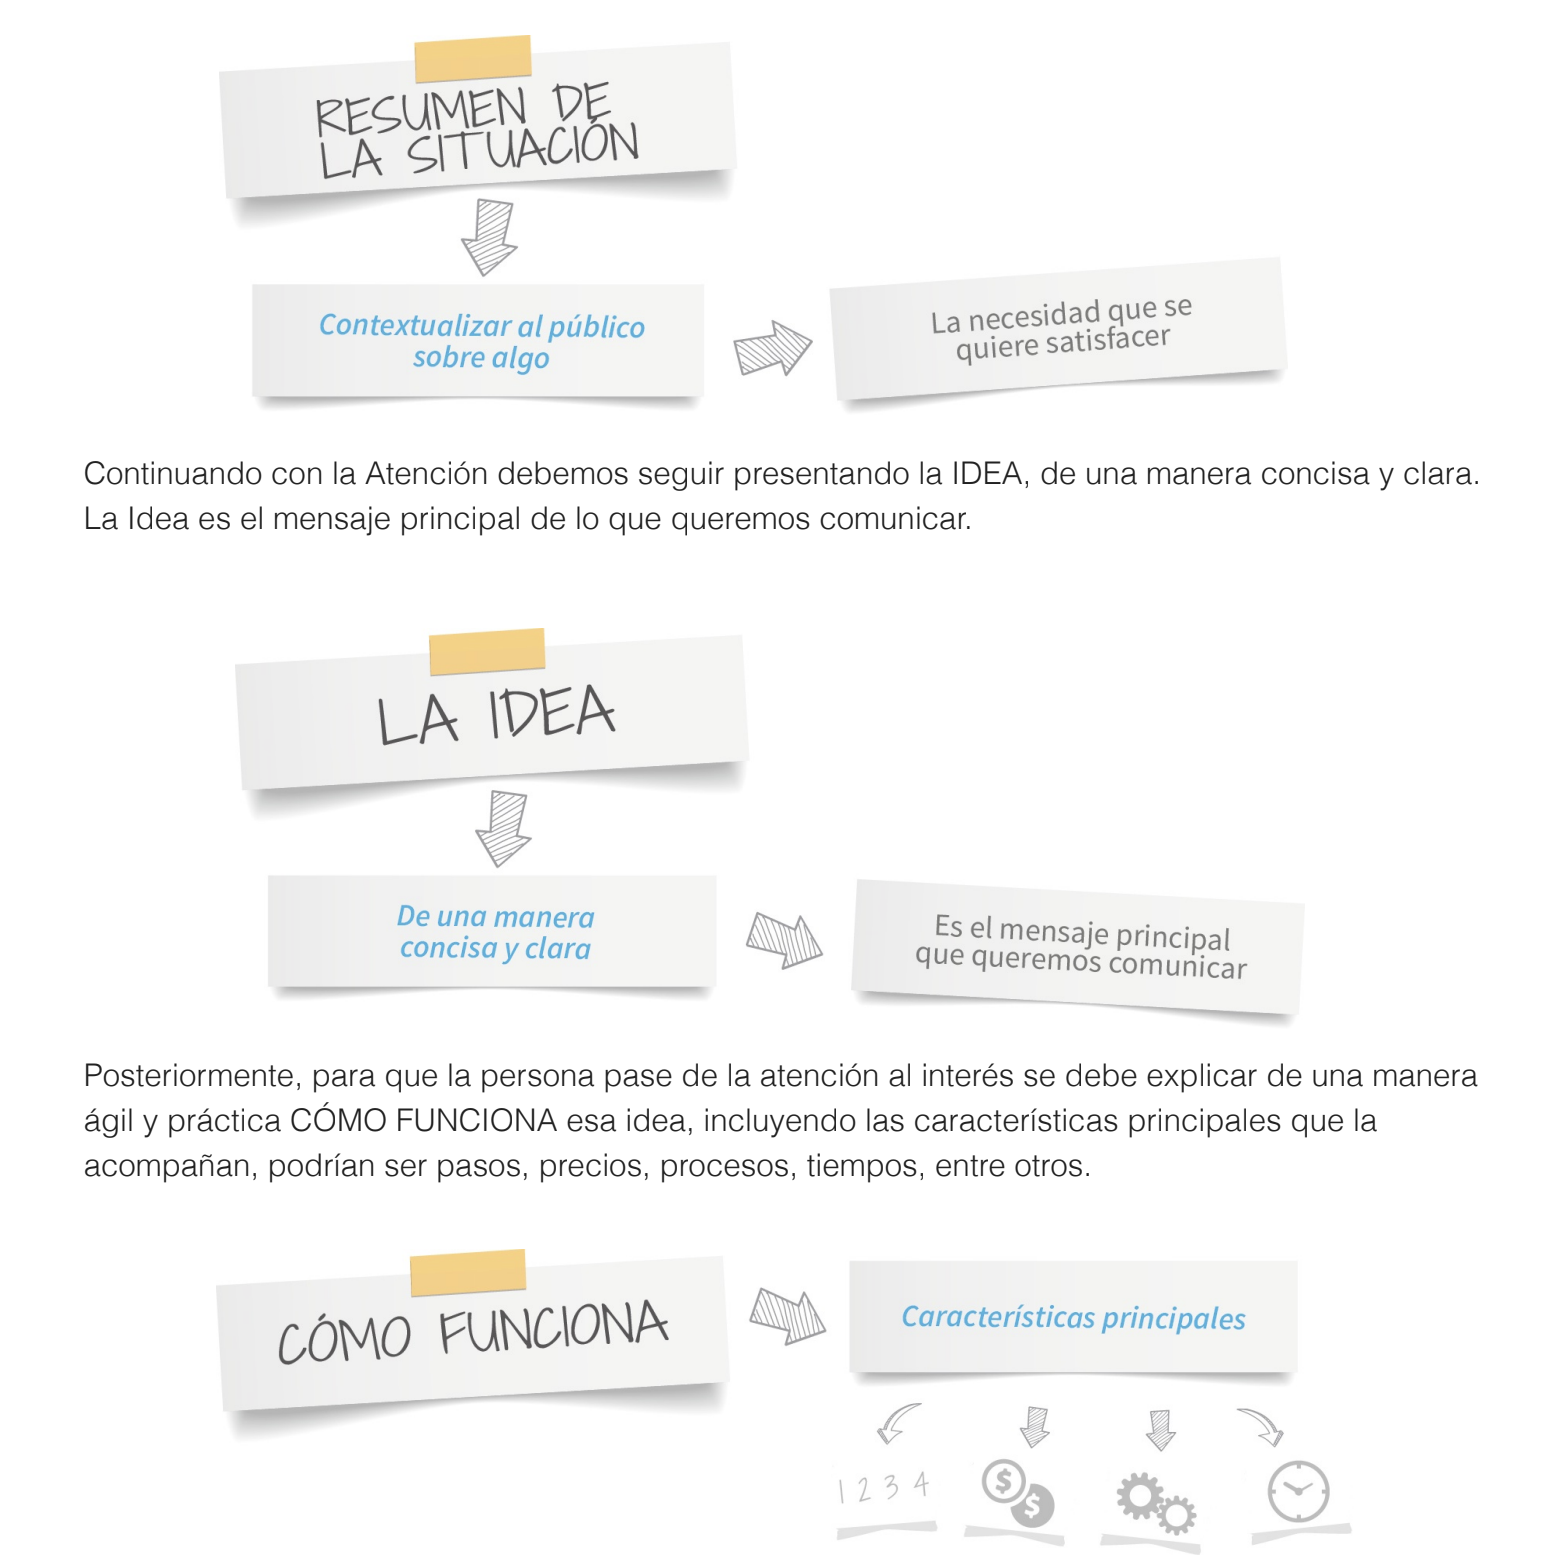 RESUMEN DE
LA SITUACIÓN
Contextualizar al público
sobre algo
La necesidad que se
quiere satisfacer
Continuando con la Atención debemos seguir presentando la IDEA, de una manera concisa y clara.
La Idea es el mensaje principal de lo que queremos comunicar.
LA IDEA
De una manera
concisa y clara
Es el mensaje principal
que queremos comunicar
Posteriormente, para que la persona pase de la atención al interés se debe explicar de una manera
ágil y práctica CÓMO FUNCIONA esa idea, incluyendo las características principales que la
acompañan, podrían ser pasos, precios, procesos, tiempos, entre otros.
CÓMO FUNCIONA
Características principales
1 2 3 4
$
$